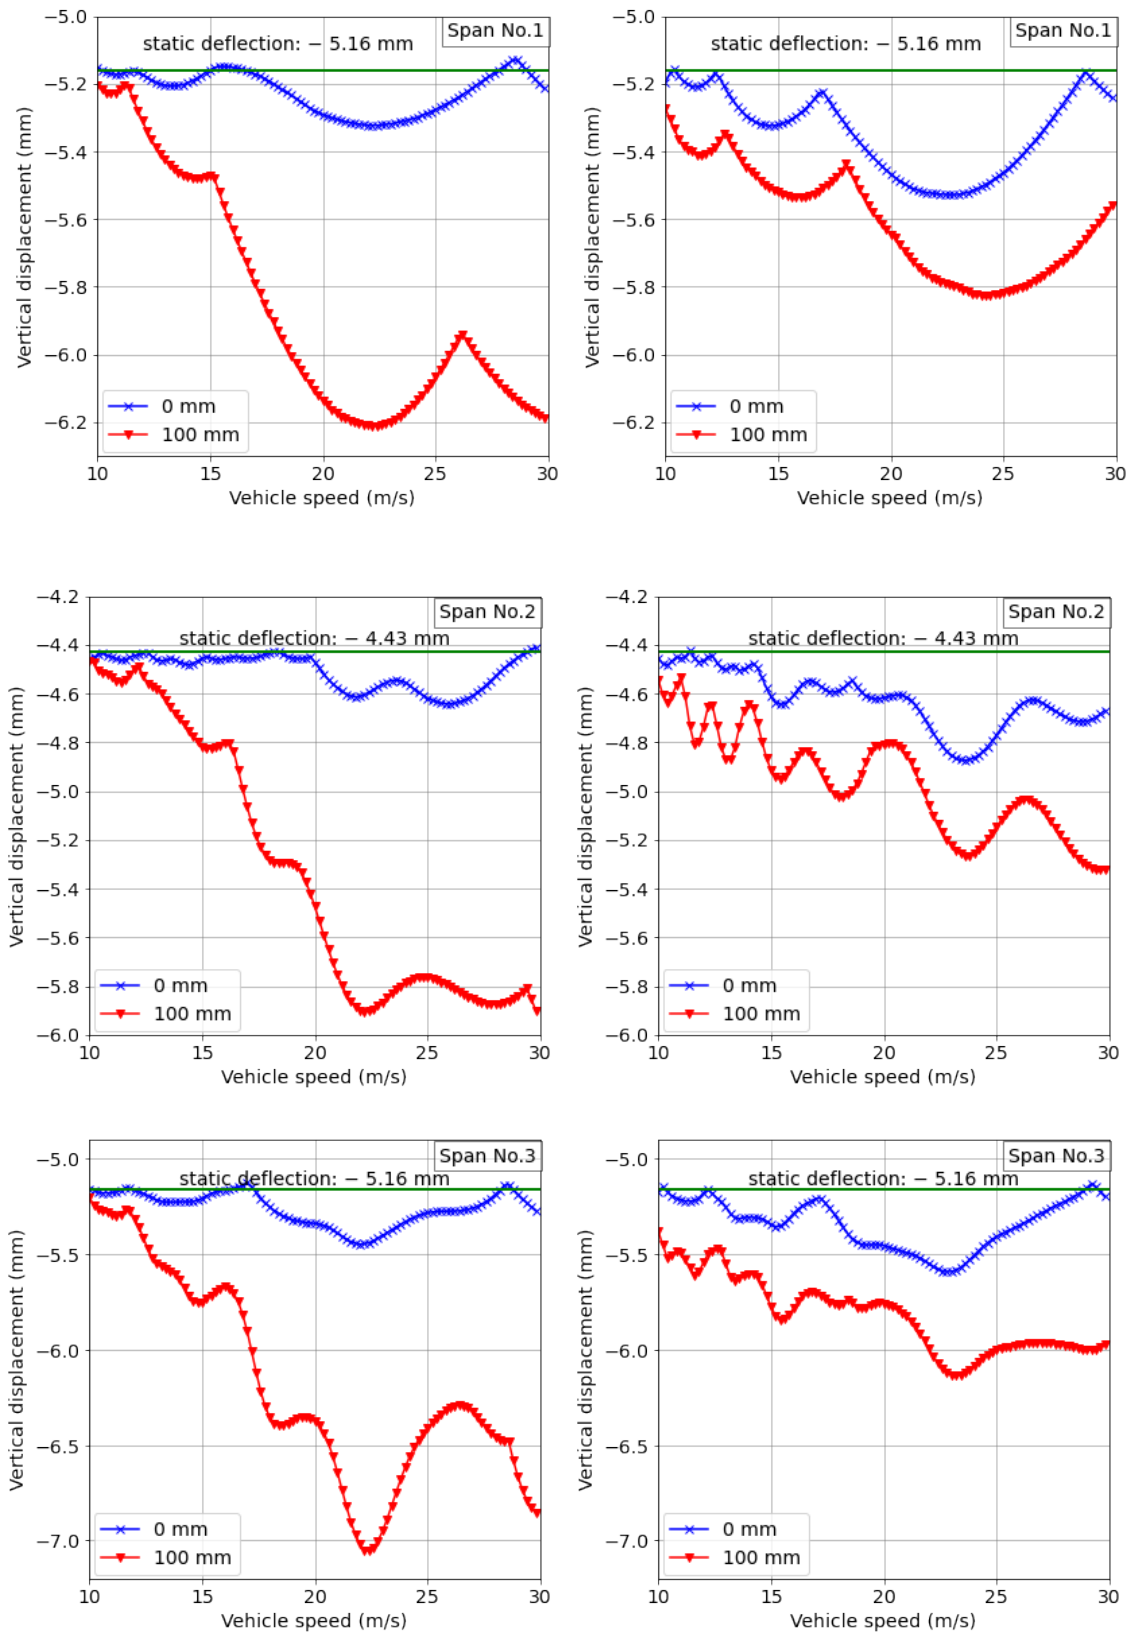 −5.0
−5.2
−5.4
−5.6
−5.8
−6.0
−6.2
Vertical displacement (mm)
Span No.1
static deflection: − 5.16 mm
0 mm
100 mm
10 15 20 25 30
Vehicle speed (m/s)
−5.0
−5.2
−5.4
−5.6
−5.8
−6.0
−6.2
Vertical displacement (mm)
Span No.1
static deflection: − 5.16 mm
0 mm
100 mm
10 15 20 25 30
Vehicle speed (m/s)
−4.2
−4.4
−4.6
−4.8
−5.0
−5.2
−5.4
−5.6
−5.8
−6.0
Vertical displacement (mm)
Span No.2
static deflection: − 4.43 mm
0 mm
100 mm
10 15 20 25 30
Vehicle speed (m/s)
−4.2
−4.4
−4.6
−4.8
−5.0
−5.2
−5.4
−5.6
−5.8
−6.0
Vertical displacement (mm)
Span No.2
static deflection: − 4.43 mm
0 mm
100 mm
10 15 20 25 30
Vehicle speed (m/s)
−5.0
−5.5
−6.0
−6.5
−7.0
Vertical displacement (mm)
Span No.3
static deflection: − 5.16 mm
0 mm
100 mm
10 15 20 25 30
Vehicle speed (m/s)
−5.0
−5.5
−6.0
−6.5
−7.0
Vertical displacement (mm)
Span No.3
static deflection: − 5.16 mm
0 mm
100 mm
10 15 20 25 30
Vehicle speed (m/s)